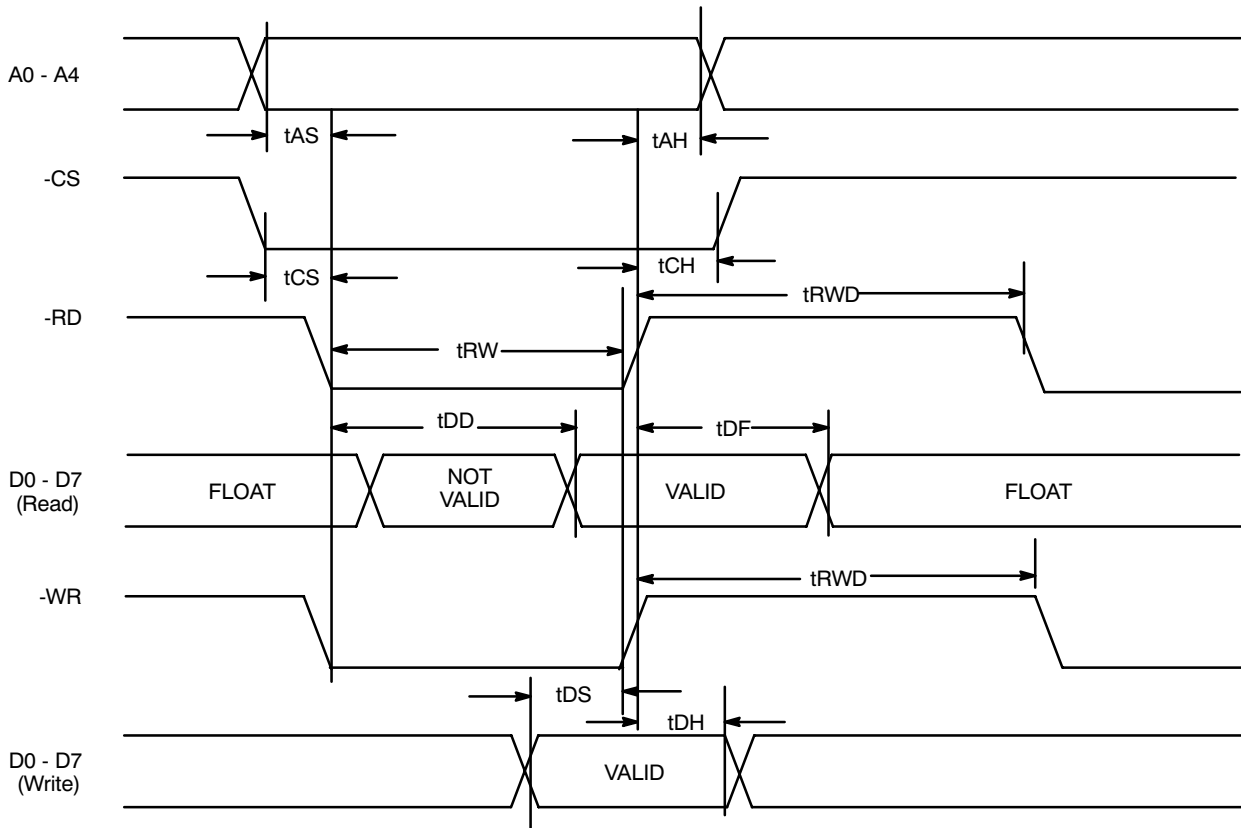 A0 - A4
tAS
tAH
-CS
tCS
tCH
tRWD
-RD
tRW
tDD
tDF
D0 - D7
(Read)
FLOAT
NOT
VALID
VALID
FLOAT
tRWD
-WR
tDS
tDH
D0 - D7
(Write)
VALID